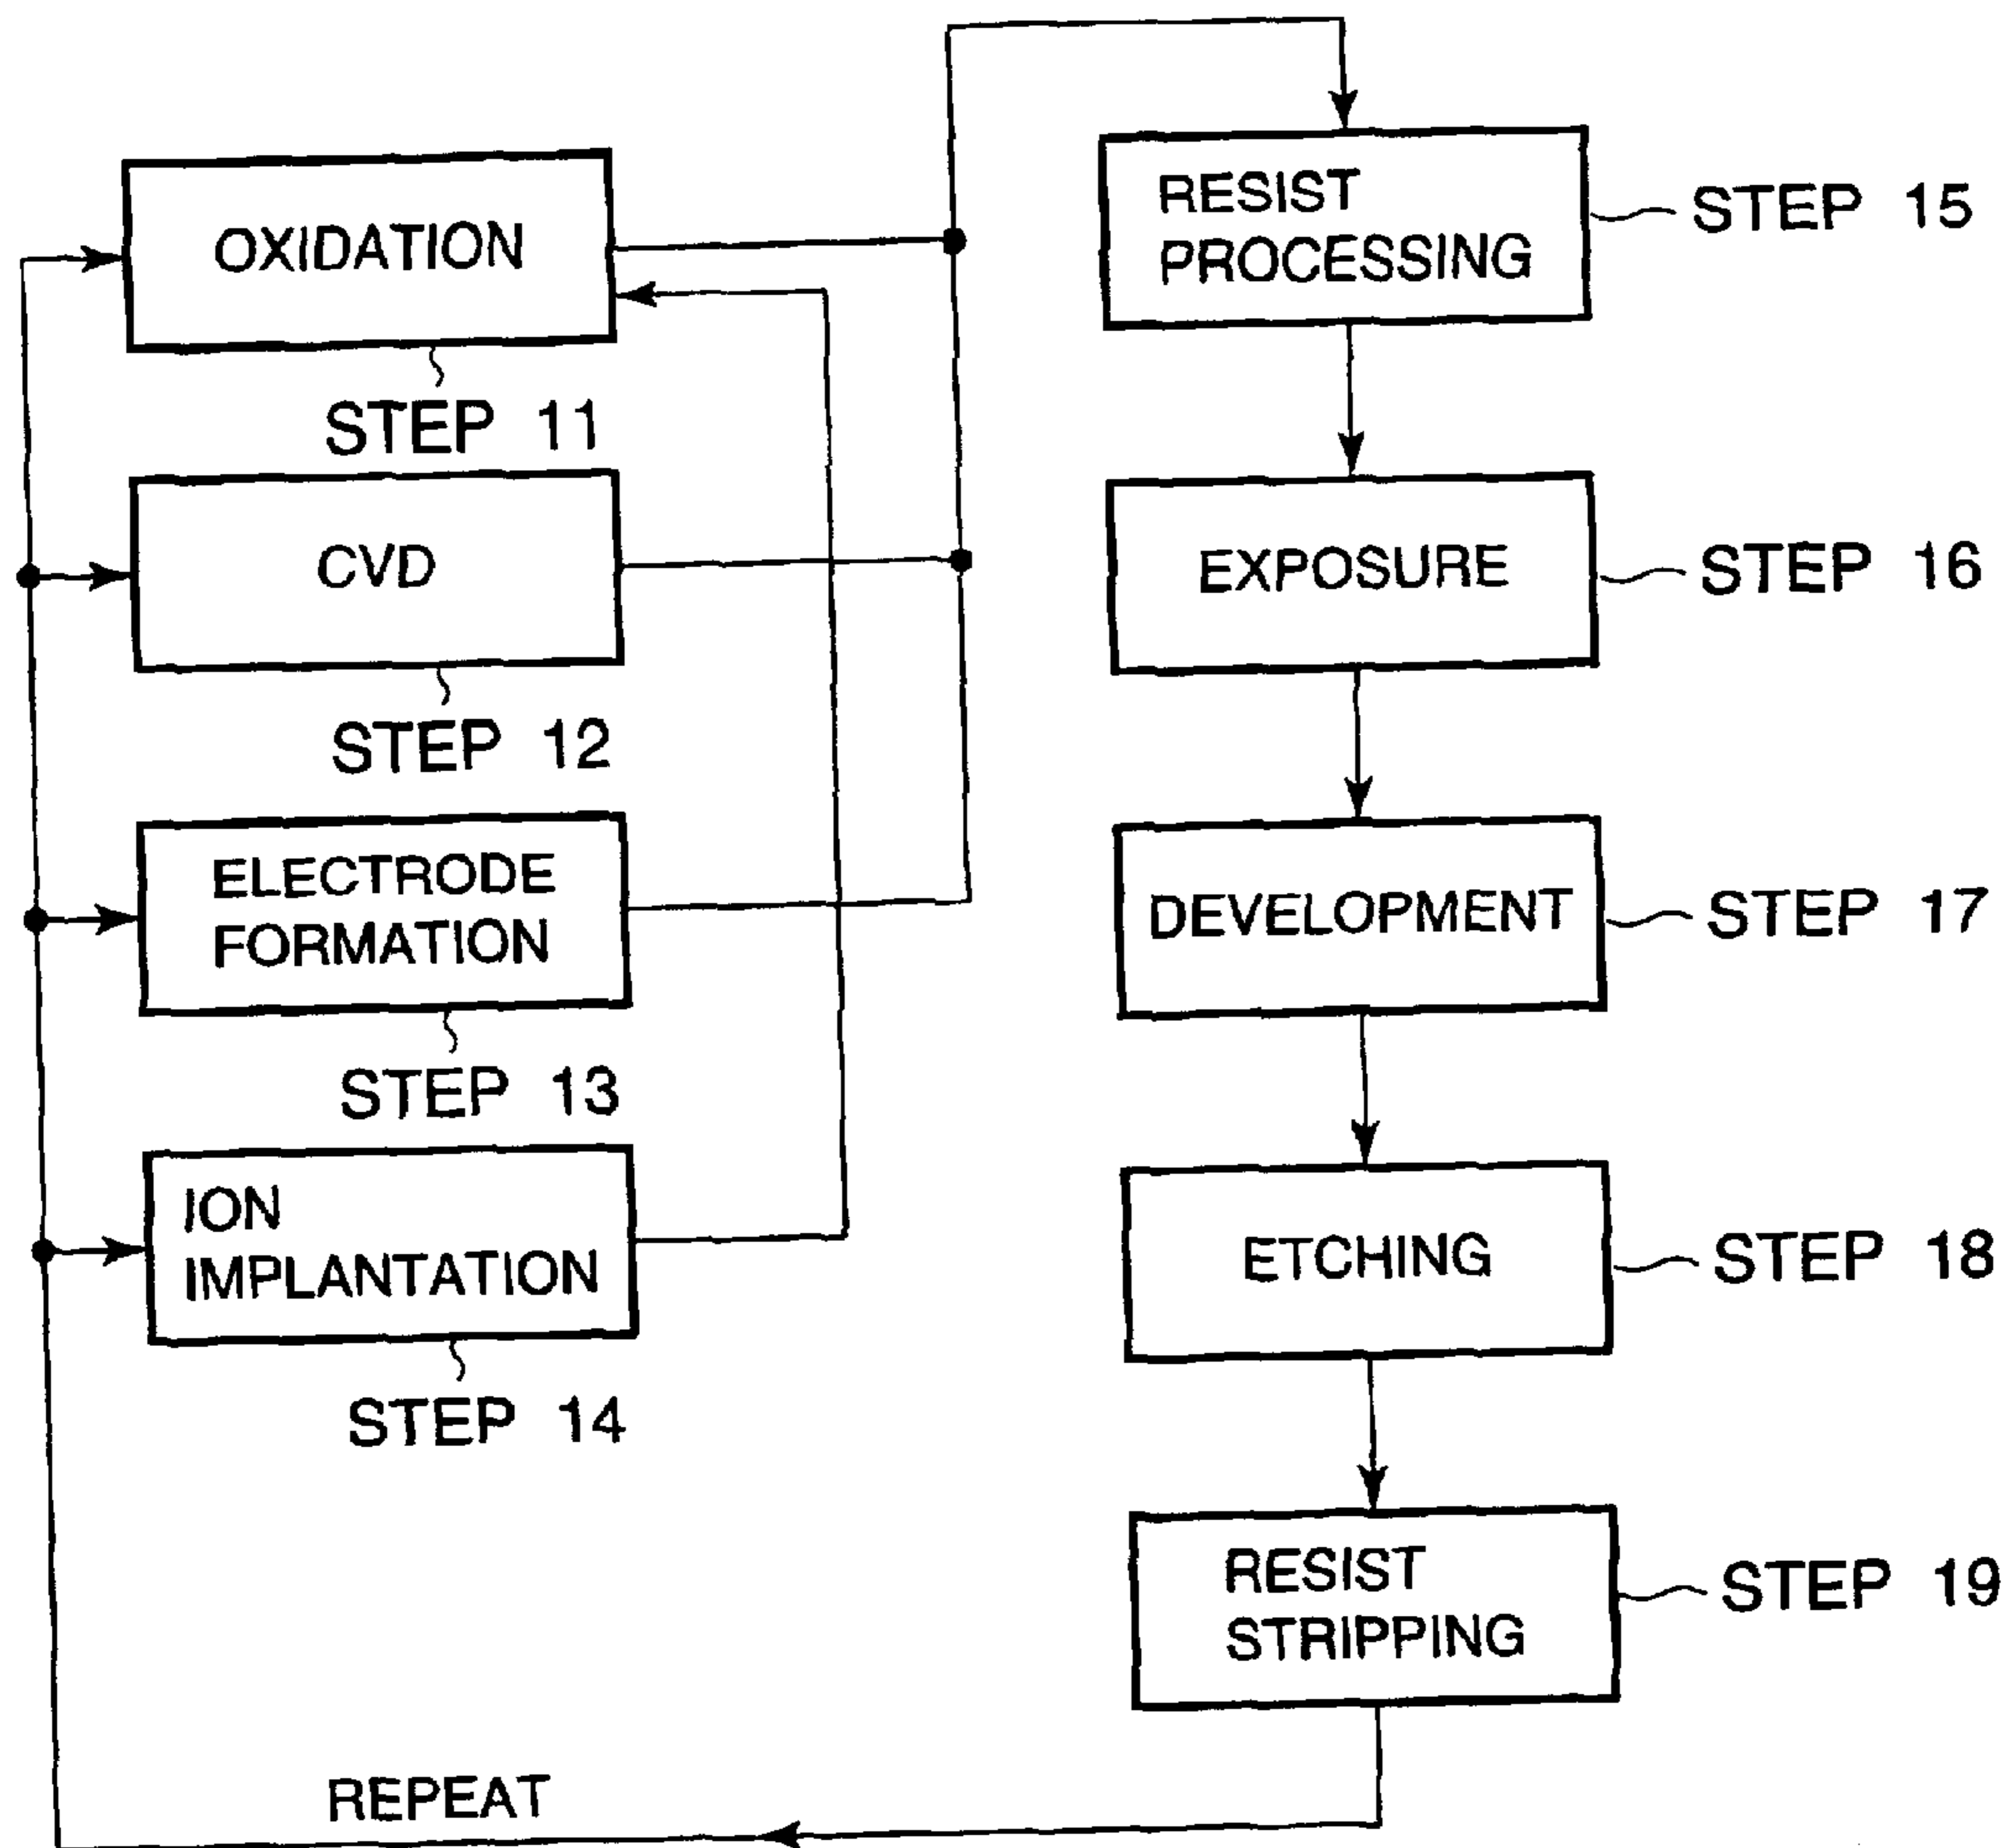 OXIDATION
STEP 11
CVD
STEP 12
ELECTRODE
FORMATION
STEP 13
ION
IMPLANTATION
STEP 14
RESIST
PROCESSING
STEP 15
EXPOSURE
STEP 16
DEVELOPMENT
STEP 17
ETCHING
STEP 18
RESIST
STRIPPING
STEP 19
REPEAT